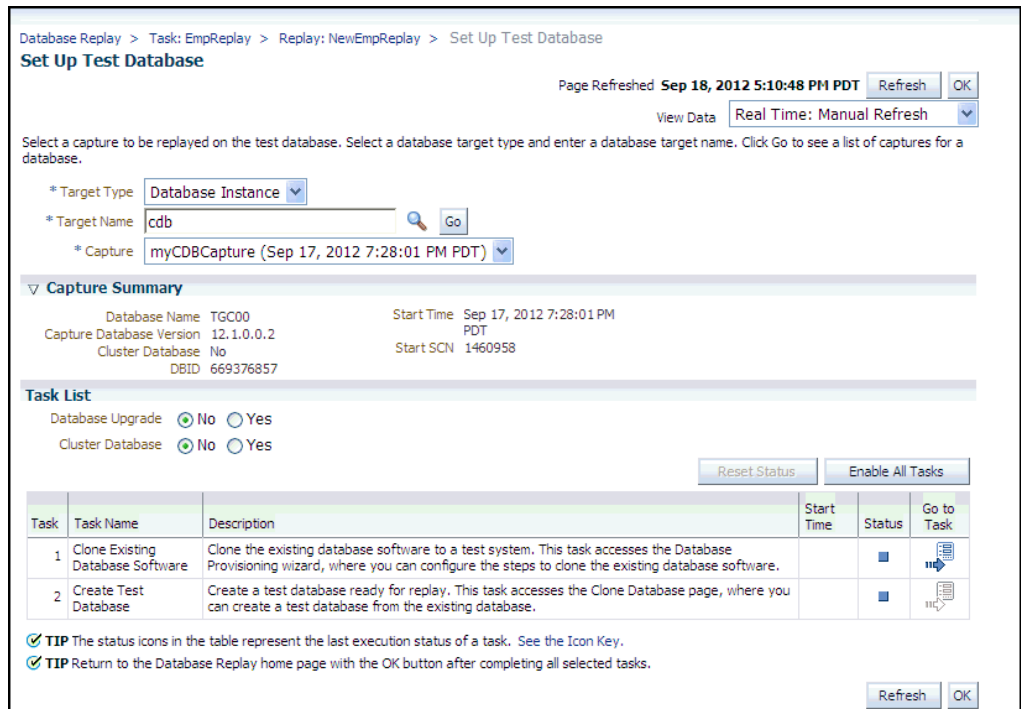 Database Replay > Task: EmpReplay > Replay: NewEmpReplay > Set Up Test Database
Set Up Test Database
Page Refreshed Sep 18, 2012 5:10:48 PM PDT Refresh OK
View Data Real Time: Manual Refresh
Select a capture to be replayed on the test database. Select a database target type and enter a database target name. Click Go to see a list of captures for a
database.
* Target Type Database Instance
* Target Name cdb Go
* Capture myCDBCapture (Sep 17, 2012 7:28:01 PM PDT)
Capture Summary
Database Name TGC00
Capture Database Version 12.1.0.0.2
Cluster Database No
DBID 669376857
Start Time Sep 17, 2012 7:28:01 PM
PDT
Start SCN 1460958
Task List
Database Upgrade No Yes
Cluster Database No Yes
Reset Status Enable All Tasks
Task Task Name Description Start Time Status Go to Task
1 Clone Existing Database Software Clone the existing database software to a test system. This task accesses the Database
Provisioning wizard, where you can configure the steps to clone the existing database software.
2 Create Test Database Create a test database ready for replay. This task accesses the Clone Database page, where you
can create a test database from the existing database.
TIP The status icons in the table represent the last execution status of a task. See the Icon Key.
TIP Return to the Database Replay home page with the OK button after completing all selected tasks.
Refresh OK